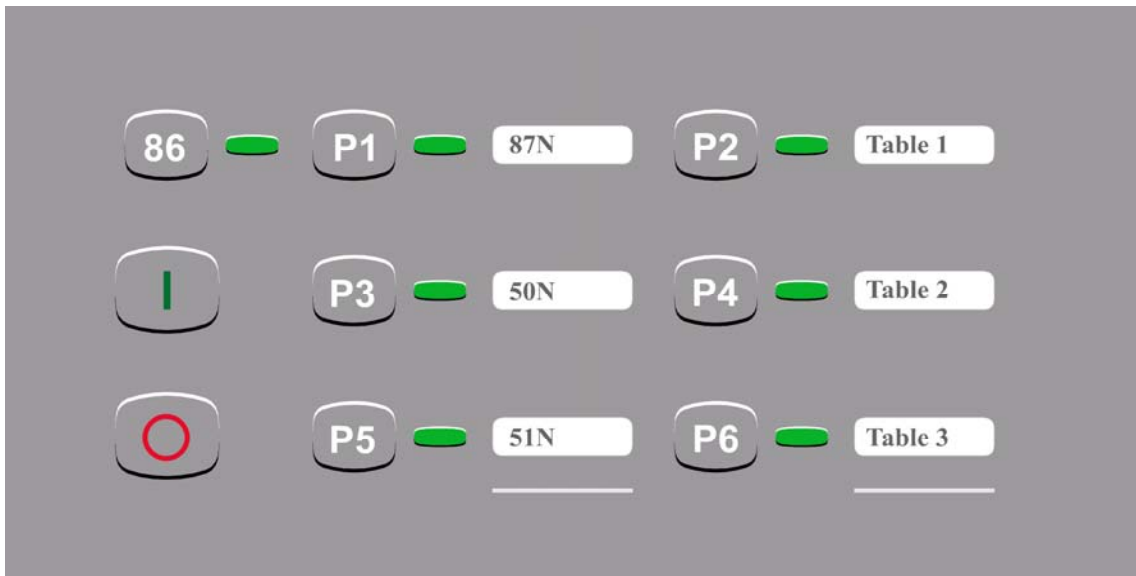 86 P1 87N P2 Table 1
I P3 50N P4 Table 2
O P5 51N P6 Table 3